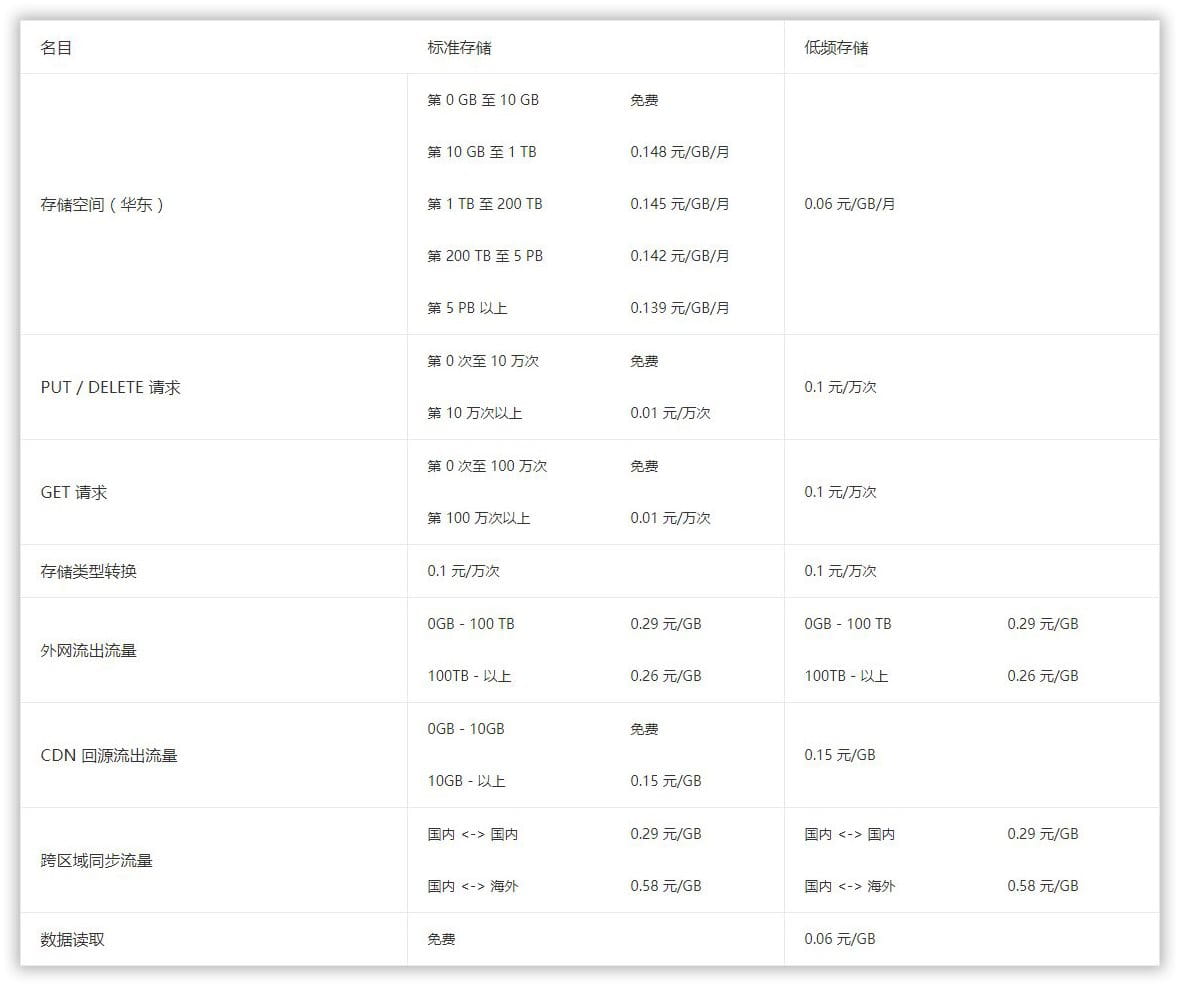 名目 标准存储 低频存储
第 0 GB 至 10 GB 免费
第 10 GB 至 1 TB 0.148 元/GB/月
存储空间（华东） 第 1 TB 至 200 TB 0.145 元/GB/月 0.06 元/GB/月
第 200 TB 至 5 PB 0.142 元/GB/月
第 5 PB 以上 0.139 元/GB/月
第 0 次至 10 万次 免费
PUT / DELETE 请求 0.1 元/万次
第 10 万次以上 0.01 元/万次
第 0 次至 100 万次 免费
GET 请求 0.1 元/万次
第 100 万次以上 0.01 元/万次
存储类型转换 0.1 元/万次 0.1 元/万次
0GB - 100 TB 0.29 元/GB 0GB - 100 TB 0.29 元/GB
外网流出流量
100TB - 以上 0.26 元/GB 100TB - 以上 0.26 元/GB
0GB - 10GB 免费
CDN 回源流出流量 0.15 元/GB
10GB - 以上 0.15 元/GB
国内 <-> 国内 0.29 元/GB 国内 <-> 国内 0.29 元/GB
跨区域同步流量
国内 <-> 海外 0.58 元/GB 国内 <-> 海外 0.58 元/GB
数据读取 免费 0.06 元/GB